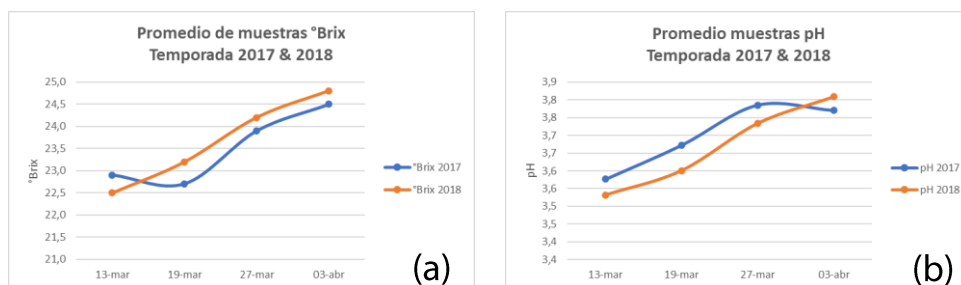 Promedio de muestras °Brix
Temporada 2017 & 2018
25,0
24,5
24,0
23,5
23,0
22,5
22,0
21,5
21,0
°Brix
13-mar 19-mar 27-mar 03-abr
°Brix 2017
°Brix 2018
(a)
Promedio muestras pH
Temporada 2017 & 2018
3,9
3,8
3,8
3,7
3,7
3,6
3,6
3,5
3,5
3,4
3,4
pH
13-mar 19-mar 27-mar 03-abr
pH 2017
pH 2018
(b)